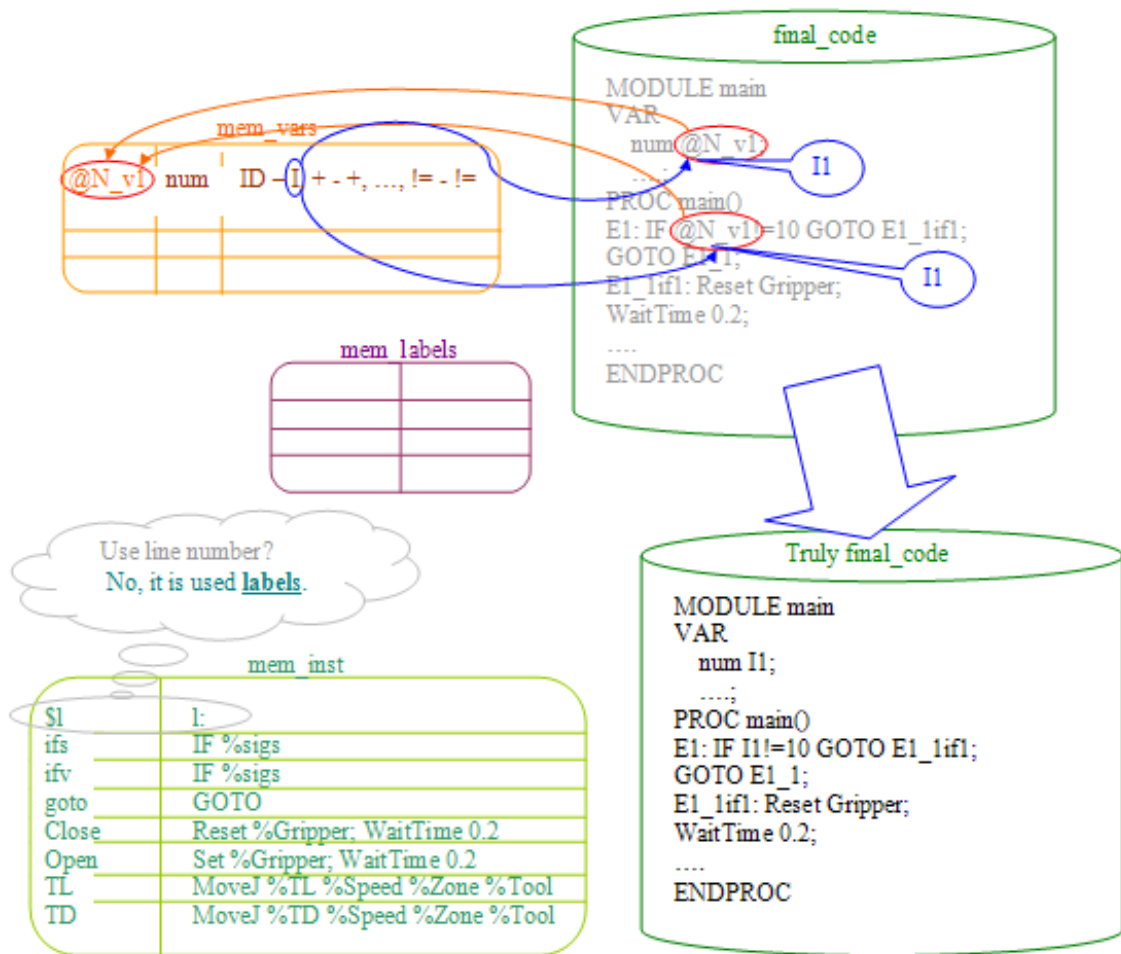 final_code
MODULE main
VAR
num @N_v1;
....;
PROC main()
E1: IF @N_v1!=10 GOTO E1_1if1;
GOTO E1_1;
E1_1if1: Reset Gripper;
WaitTime 0.2;
....
ENDPROC
I1
I1
mem_vars
@N_v1 num ID – I, + - +, …, != - !=
mem_labels
Use line number?
No, it is used labels.
mem_inst
$l l:
ifs IF %sigs
ifv IF %sigs
goto GOTO
Close Reset %Gripper; WaitTime 0.2
Open Set %Gripper; WaitTime 0.2
TL MoveJ %TL %Speed %Zone %Tool
TD MoveJ %TD %Speed %Zone %Tool
Truly final_code
MODULE main
VAR
num I1;
....;
PROC main()
E1: IF I1!=10 GOTO E1_1if1;
GOTO E1_1;
E1_1if1: Reset Gripper;
WaitTime 0.2;
....
ENDPROC